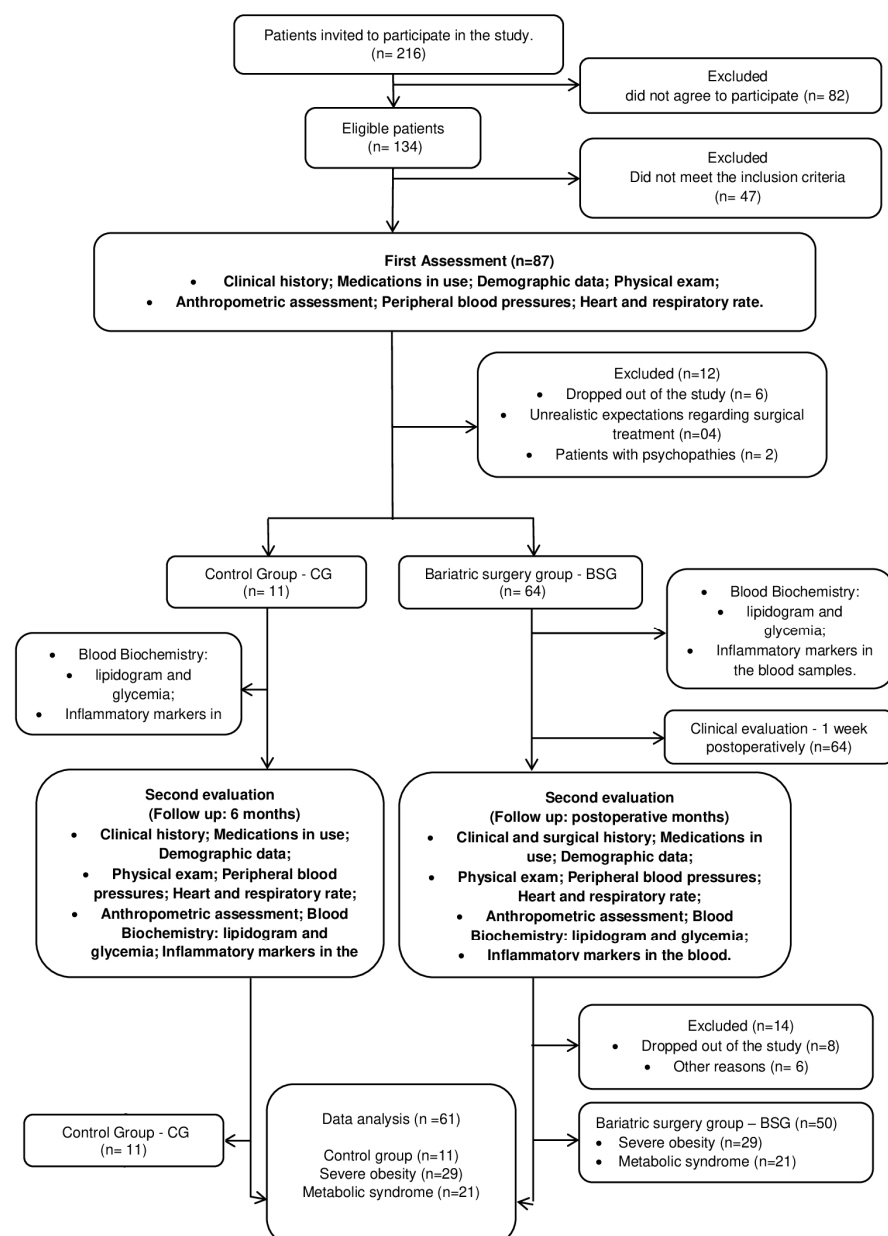 Patients invited to participate in the study.
(n= 216)
Excluded
did not agree to participate (n= 82)
Eligible patients
(n= 134)
Excluded
Did not meet the inclusion criteria
(n= 47)
First Assessment (n=87)
• Clinical history; Medications in use; Demographic data; Physical exam;
• Anthropometric assessment; Peripheral blood pressures; Heart and respiratory rate.
Excluded (n=12)
• Dropped out of the study (n= 6)
• Unrealistic expectations regarding surgical
treatment (n=04)
• Patients with psychopathies (n= 2)
Control Group - CG
(n= 11)
Bariatric surgery group - BSG
(n= 64)
• Blood Biochemistry:
• lipidogram and
glycemia;
• Inflammatory markers in
• Blood Biochemistry:
• lipidogram and
glycemia;
• Inflammatory markers in
the blood samples.
Clinical evaluation - 1 week
postoperatively (n=64)
Second evaluation
(Follow up: 6 months)
• Clinical history; Medications in use;
Demographic data;
• Physical exam; Peripheral blood
pressures; Heart and respiratory rate;
• Anthropometric assessment; Blood
Biochemistry: lipidogram and
glycemia; Inflammatory markers in the
Second evaluation
(Follow up: postoperative months)
• Clinical and surgical history; Medications in
use; Demographic data;
• Physical exam; Peripheral blood pressures;
Heart and respiratory rate;
• Anthropometric assessment; Blood
Biochemistry: lipidogram and glycemia;
• Inflammatory markers in the blood.
Excluded (n=14)
• Dropped out of the study (n=8)
• Other reasons (n= 6)
Control Group - CG
(n= 11)
Data analysis (n =61)
Control group (n=11)
Severe obesity (n=29)
Metabolic syndrome (n=21)
Bariatric surgery group – BSG (n=50)
• Severe obesity (n=29)
• Metabolic syndrome (n=21)